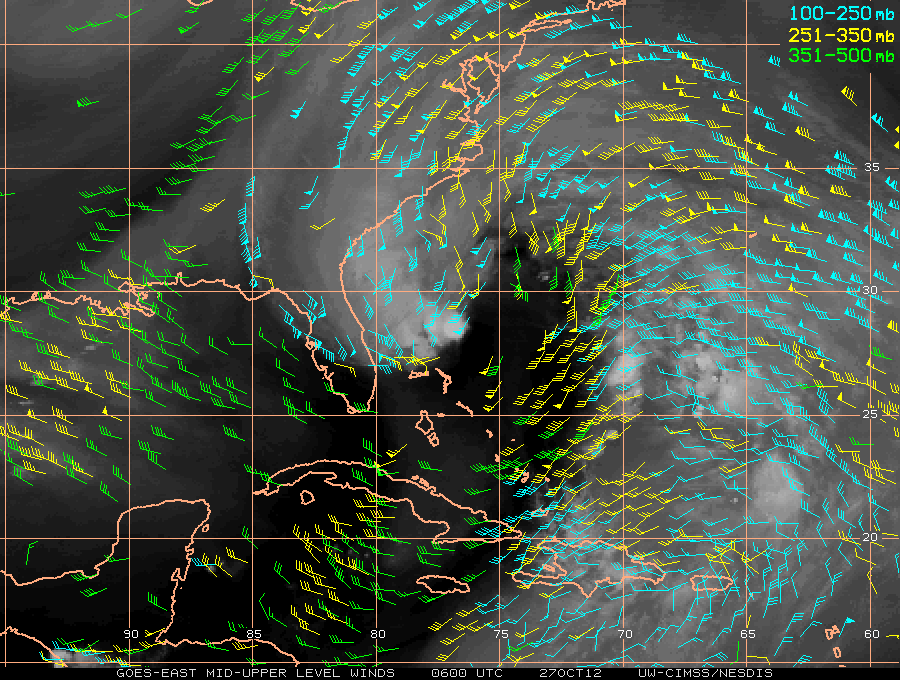 100-250mb
251-350mb
351-500mb
35
30
25
20
90 85 80 75 70 65 60
GOES-EAST MID-UPPER LEVEL WINDS 0600 UTC 27OCT12 UW-CIMSS/NESDIS